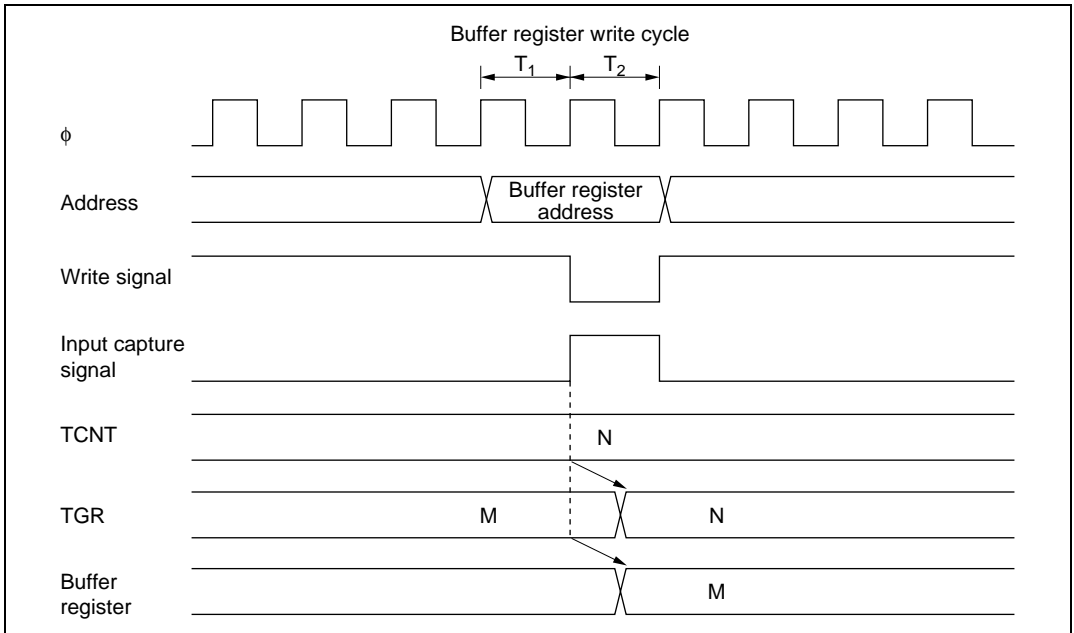 Buffer register write cycle
T1 T2
ϕ
Address
Buffer register
address
Write signal
Input capture
signal
TCNT
N
TGR
M
N
Buffer
register
M